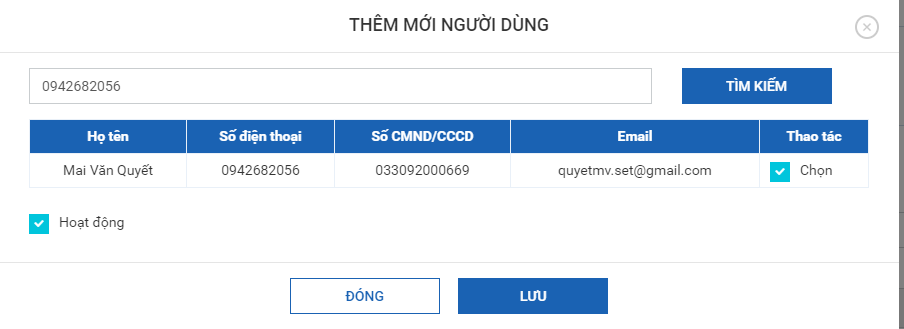 THÊM MỚI NGƯỜI DÙNG
0942682056 TÌM KIẾM
Họ tên Số điện thoại Số CMND/CCCD Email Thao tác
Mai Văn Quyết 0942682056 033092000669 quyetmv.set@gmail.com Chọn
Hoạt động
ĐÓNG LƯU